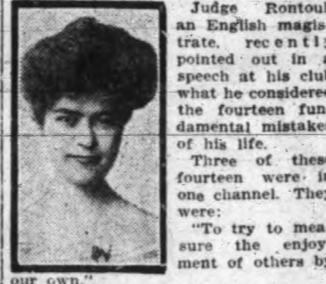 Judge Rontoul
an English magis-
trate, recently
pointed out in a
speech at his club
what he considered
the fourteen fun-
damental mistakes
of his life.
Three of these
fourteen were in
one channel. They
were:
"To try to mea-
sure the enjoy-
ment of others by
our own."